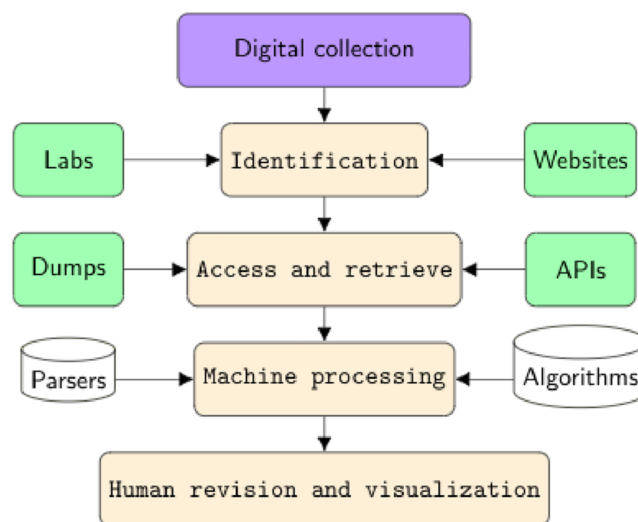 Digital collection
Labs
Identification
Websites
Dumps
Access and retrieve
APIs
Parsers
Machine processing
Algorithms
Human revision and visualization